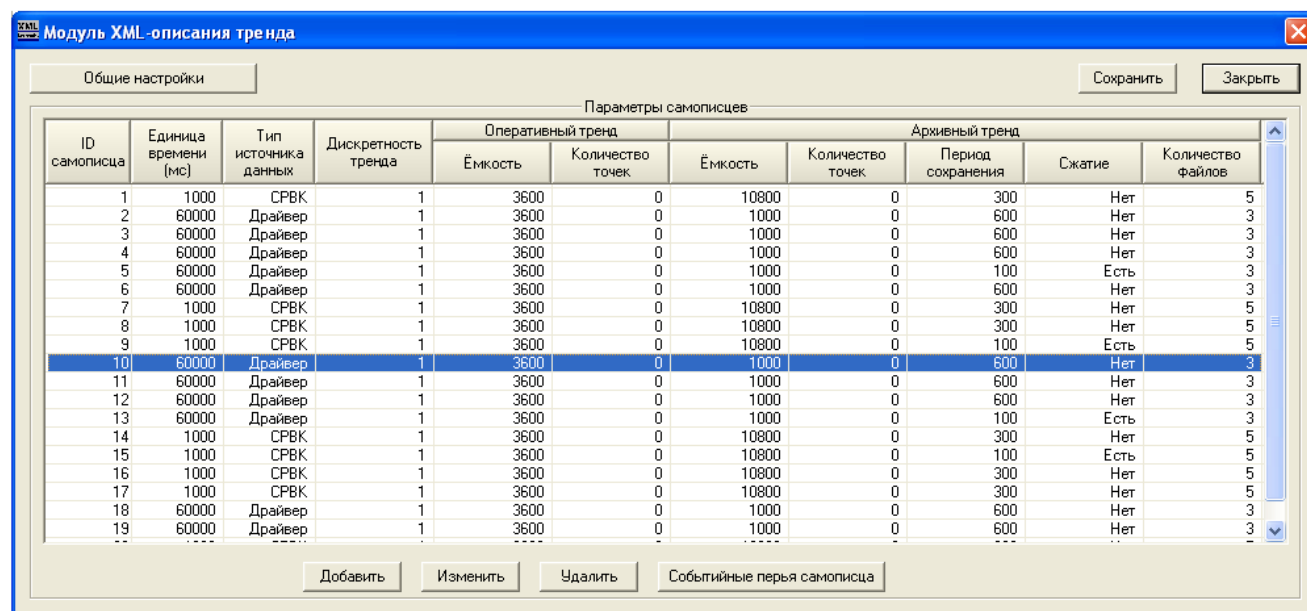 Модуль XML-описания тренда
Общие настройки Сохранить Закрыть
Параметры самописцев
ID самописца Единица времени (мс) Тип источника данных Дискретность тренда Оперативный тренд Архивный тренд
Ёмкость Количество точек Ёмкость Количество точек Период сохранения Сжатие Количество файлов
1 1000 СРВК 1 3600 0 10800 0 300 Нет 5
2 60000 Драйвер 1 3600 0 1000 0 600 Нет 3
3 60000 Драйвер 1 3600 0 1000 0 600 Нет 3
4 60000 Драйвер 1 3600 0 1000 0 600 Нет 3
5 60000 Драйвер 1 3600 0 1000 0 100 Есть 3
6 60000 Драйвер 1 3600 0 1000 0 600 Нет 3
7 1000 СРВК 1 3600 0 10800 0 300 Нет 5
8 1000 СРВК 1 3600 0 10800 0 300 Нет 5
9 1000 СРВК 1 3600 0 10800 0 100 Есть 5
10 60000 Драйвер 1 3600 0 1000 0 600 Нет 3
11 60000 Драйвер 1 3600 0 1000 0 600 Нет 3
12 60000 Драйвер 1 3600 0 1000 0 600 Нет 3
13 60000 Драйвер 1 3600 0 1000 0 100 Есть 3
14 1000 СРВК 1 3600 0 10800 0 300 Нет 5
15 1000 СРВК 1 3600 0 10800 0 100 Есть 5
16 1000 СРВК 1 3600 0 10800 0 300 Нет 5
17 1000 СРВК 1 3600 0 10800 0 300 Нет 5
18 60000 Драйвер 1 3600 0 1000 0 600 Нет 3
19 60000 Драйвер 1 3600 0 1000 0 600 Нет 3
Добавить Изменить Удалить Событийные перья самописца